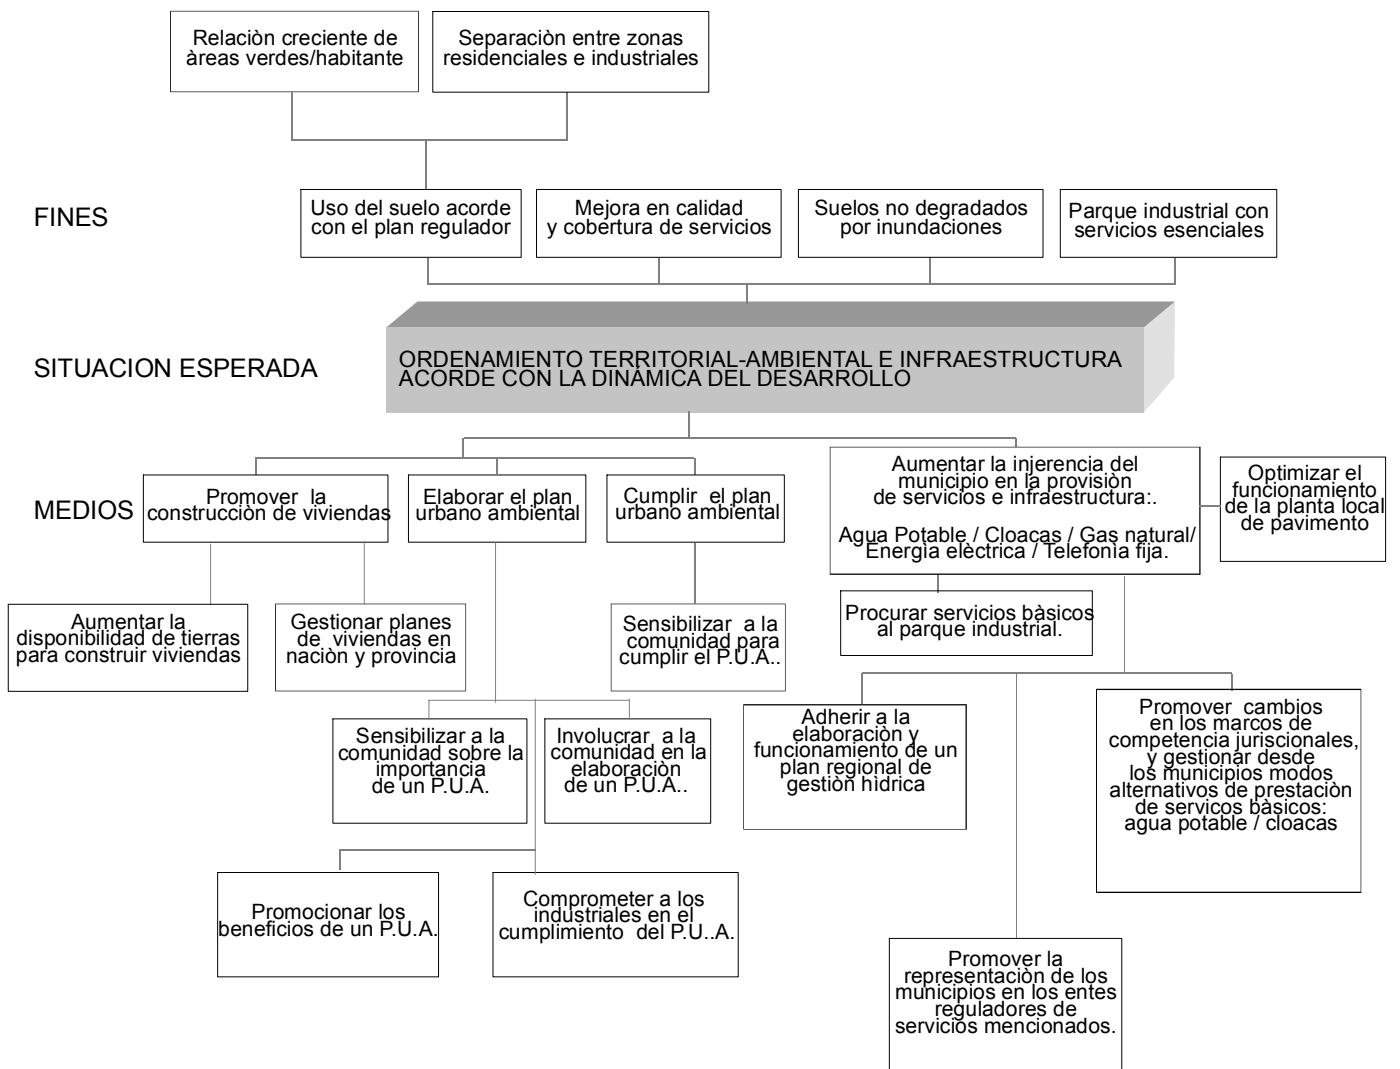 Relaciòn creciente de
àreas verdes/habitante
Separaciòn entre zonas
residenciales e industriales
FINES
Uso del suelo acorde
con el plan regulador
Mejora en calidad
y cobertura de servicios
Suelos no degradados
por inundaciones
Parque industrial con
servicios esenciales
SITUACION ESPERADA
ORDENAMIENTO TERRITORIAL-AMBIENTAL E INFRAESTRUCTURA
ACORDE CON LA DINÁMICA DEL DESARROLLO
MEDIOS
Promover la
construcciòn de viviendas
Elaborar el plan
urbano ambiental
Cumplir el plan
urbano ambiental
Aumentar la injerencia del
municipio en la provisiòn
de servicios e infraestructura:.
Agua Potable / Cloacas / Gas natural/
Energìa elèctrica / Telefonìa fija.
Optimizar el
funcionamiento
de la planta local
de pavimento
Aumentar la
disponibilidad de tierras
para construir viviendas
Gestionar planes
de viviendas en
naciòn y provincia
Sensibilizar a la
comunidad para
cumplir el P.U.A..
Procurar servicios bàsicos
al parque industrial.
Sensibilizar a la
comunidad sobre la
importancia
de un P.U.A.
Involucrar a la
comunidad en la
elaboraciòn
de un P.U.A..
Adherir a la
elaboraciòn y
funcionamiento de un
plan regional de
gestiòn hìdrica
Promover cambios
en los marcos de
competencia juriscionales,
y gestionar desde
los municipios modos
alternativos de prestaciòn
de servicos bàsicos:
agua potable / cloacas
Promocionar los
beneficios de un P.U.A.
Comprometer a los
industriales en el
cumplimiento del P.U..A.
Promover la
representaciòn de los
municipios en los entes
reguladores de
servicios mencionados.